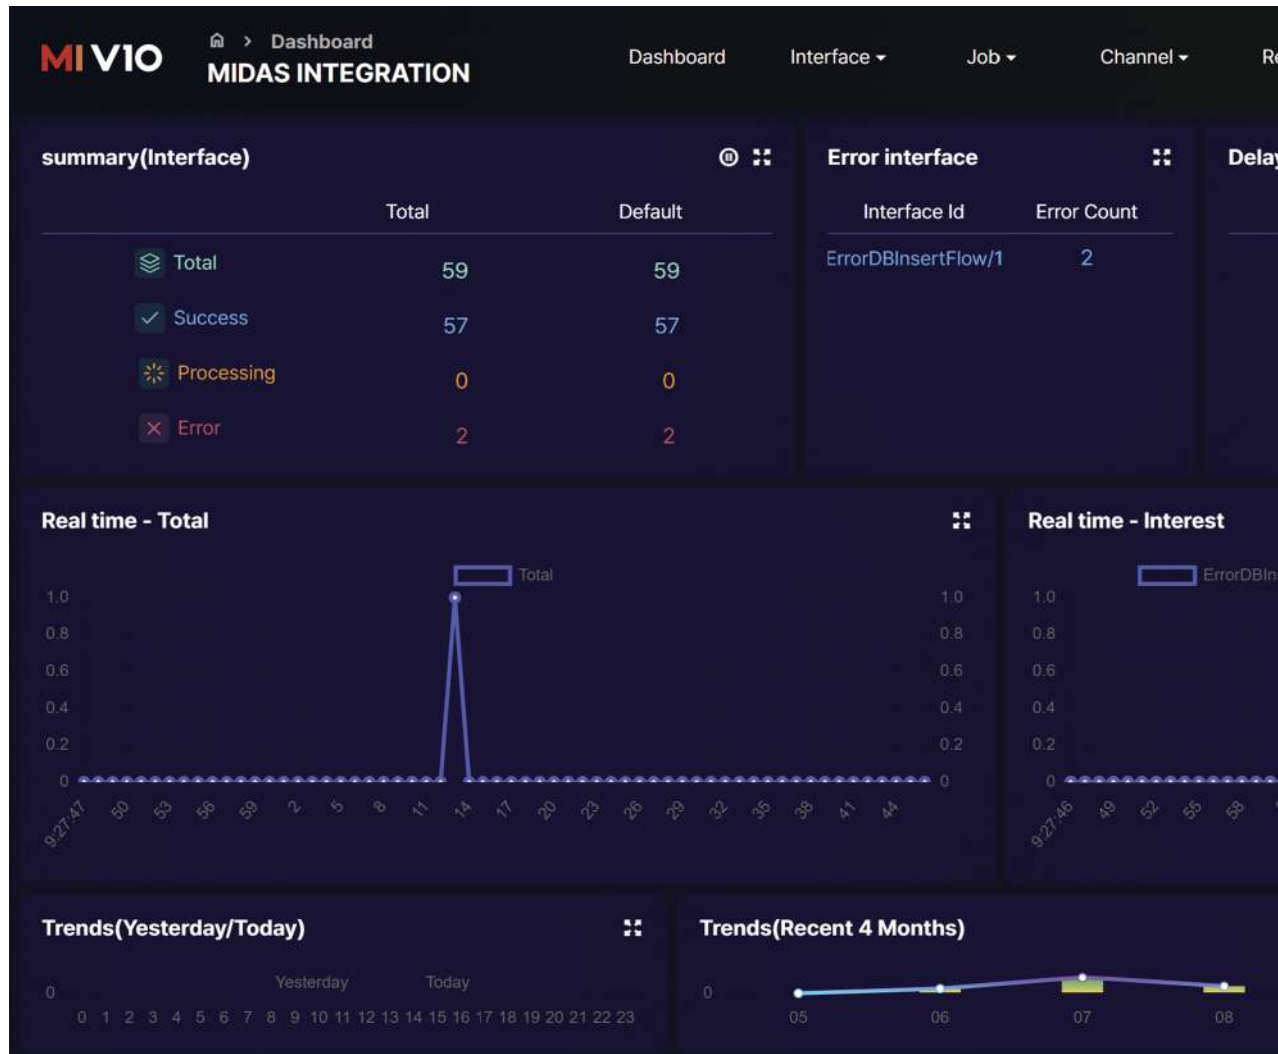 MI V10
Dashboard
MIDAS INTEGRATION
Dashboard Interface Job Channel Re
summary(Interface)
Total Default
Total 59 59
Success 57 57
Processing 0 0
Error 2 2
Error interface
Interface Id Error Count
ErrorDBInsertFlow/1 2
Delay
Real time - Total
Total
1.0 1.0
0.8 0.8
0.6 0.6
0.4 0.4
0.2 0.2
0 0
9:27:47 50 53 56 59 2 5 8 11 14 17 20 23 26 29 32 35 38 41 44
Real time - Interest
ErrorDBIns
1.0
0.8
0.6
0.4
0.2
0
9:27:46 49 52 55 58
Trends(Yesterday/Today)
Yesterday Today
0
0 1 2 3 4 5 6 7 8 9 10 11 12 13 14 15 16 17 18 19 20 21 22 23
Trends(Recent 4 Months)
0
05 06 07 08